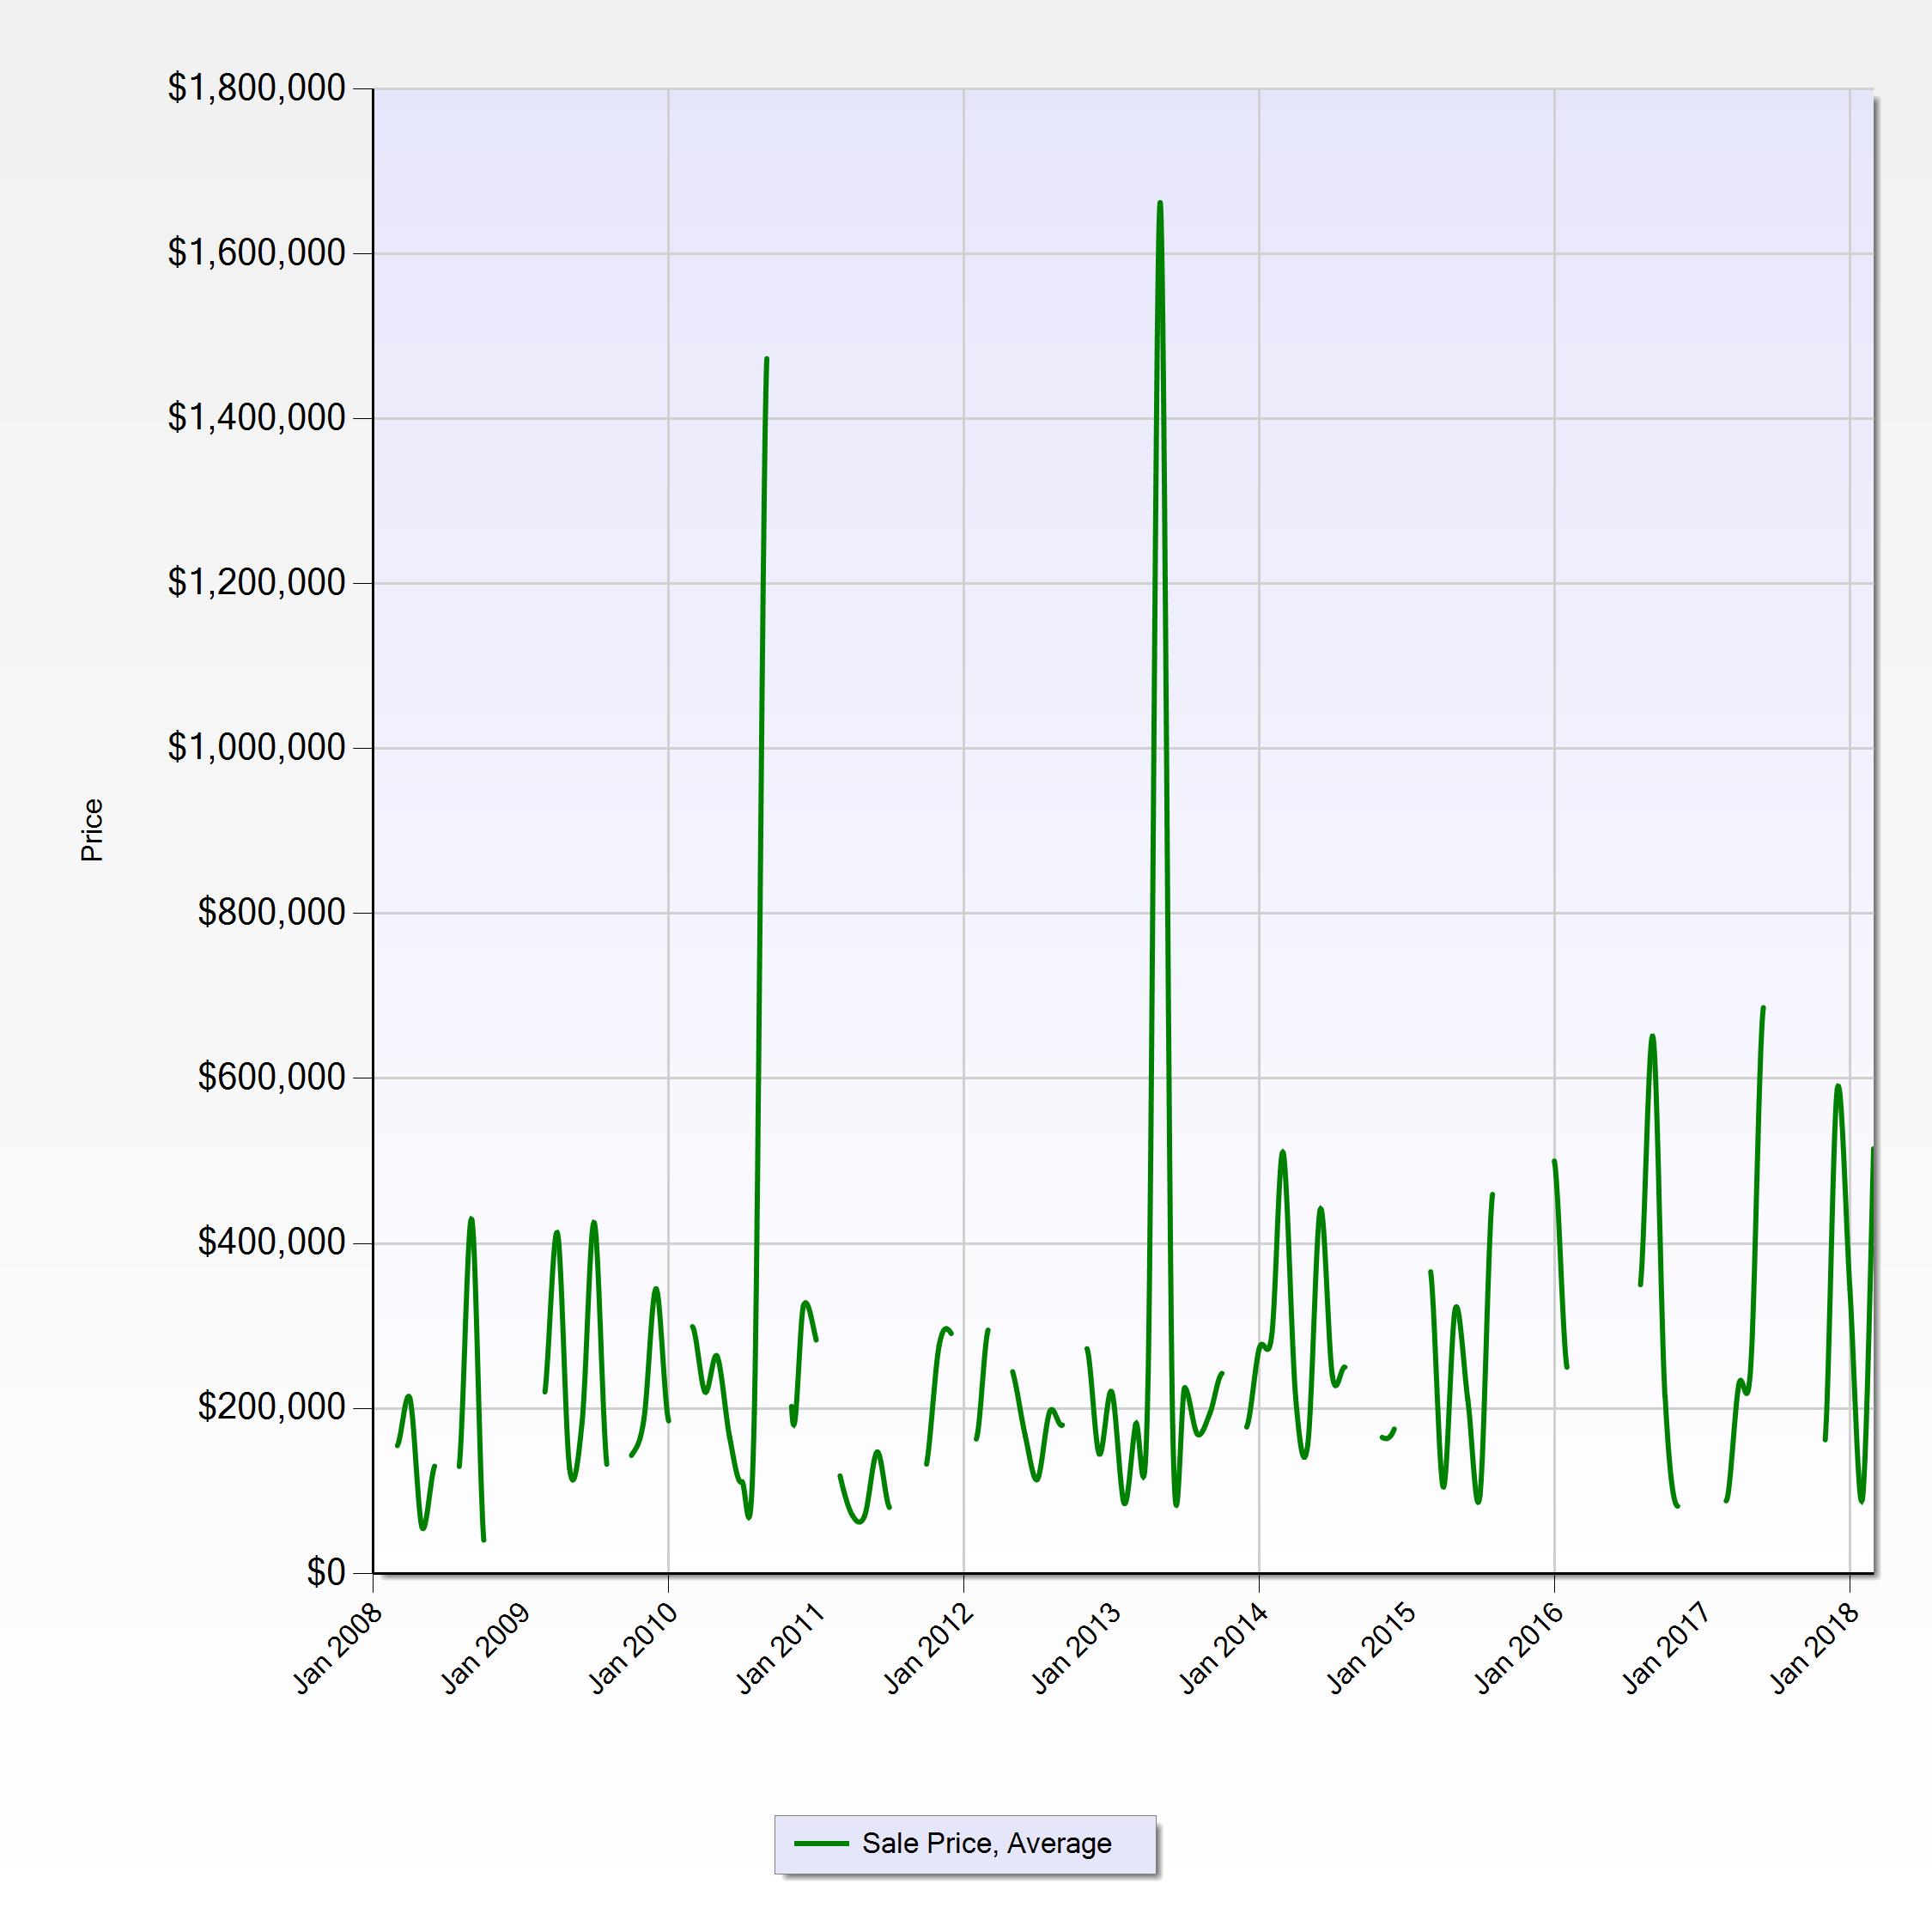 $1,800,000
$1,600,000
$1,400,000
$1,200,000
$1,000,000
$800,000
$600,000
$400,000
$200,000
$0
Price
Jan 2008
Jan 2009
Jan 2010
Jan 2011
Jan 2012
Jan 2013
Jan 2014
Jan 2015
Jan 2016
Jan 2017
Jan 2018
Sale Price, Average